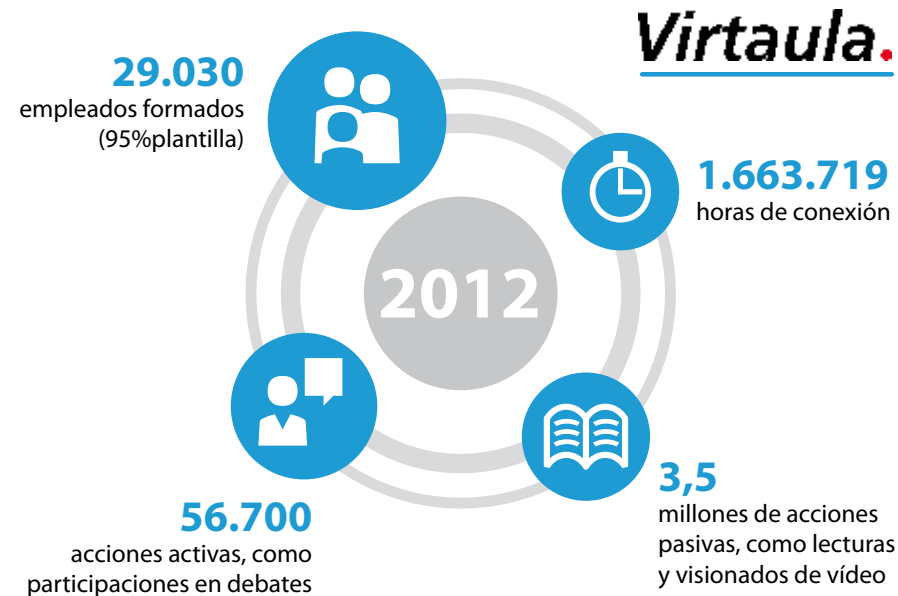 Virtaula.
29.030
empleados formados
(95%plantilla)
1.663.719
horas de conexión
2012
56.700
acciones activas, como
participaciones en debates
3,5
millones de acciones
pasivas, como lecturas
y visionados de vídeo